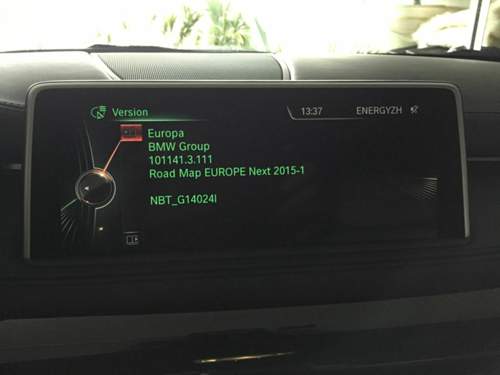 Version 13:37 ENERGYZH
Europa
BMW Group
101141.3.111
Road Map EUROPE Next 2015-1
NBT_G14024I